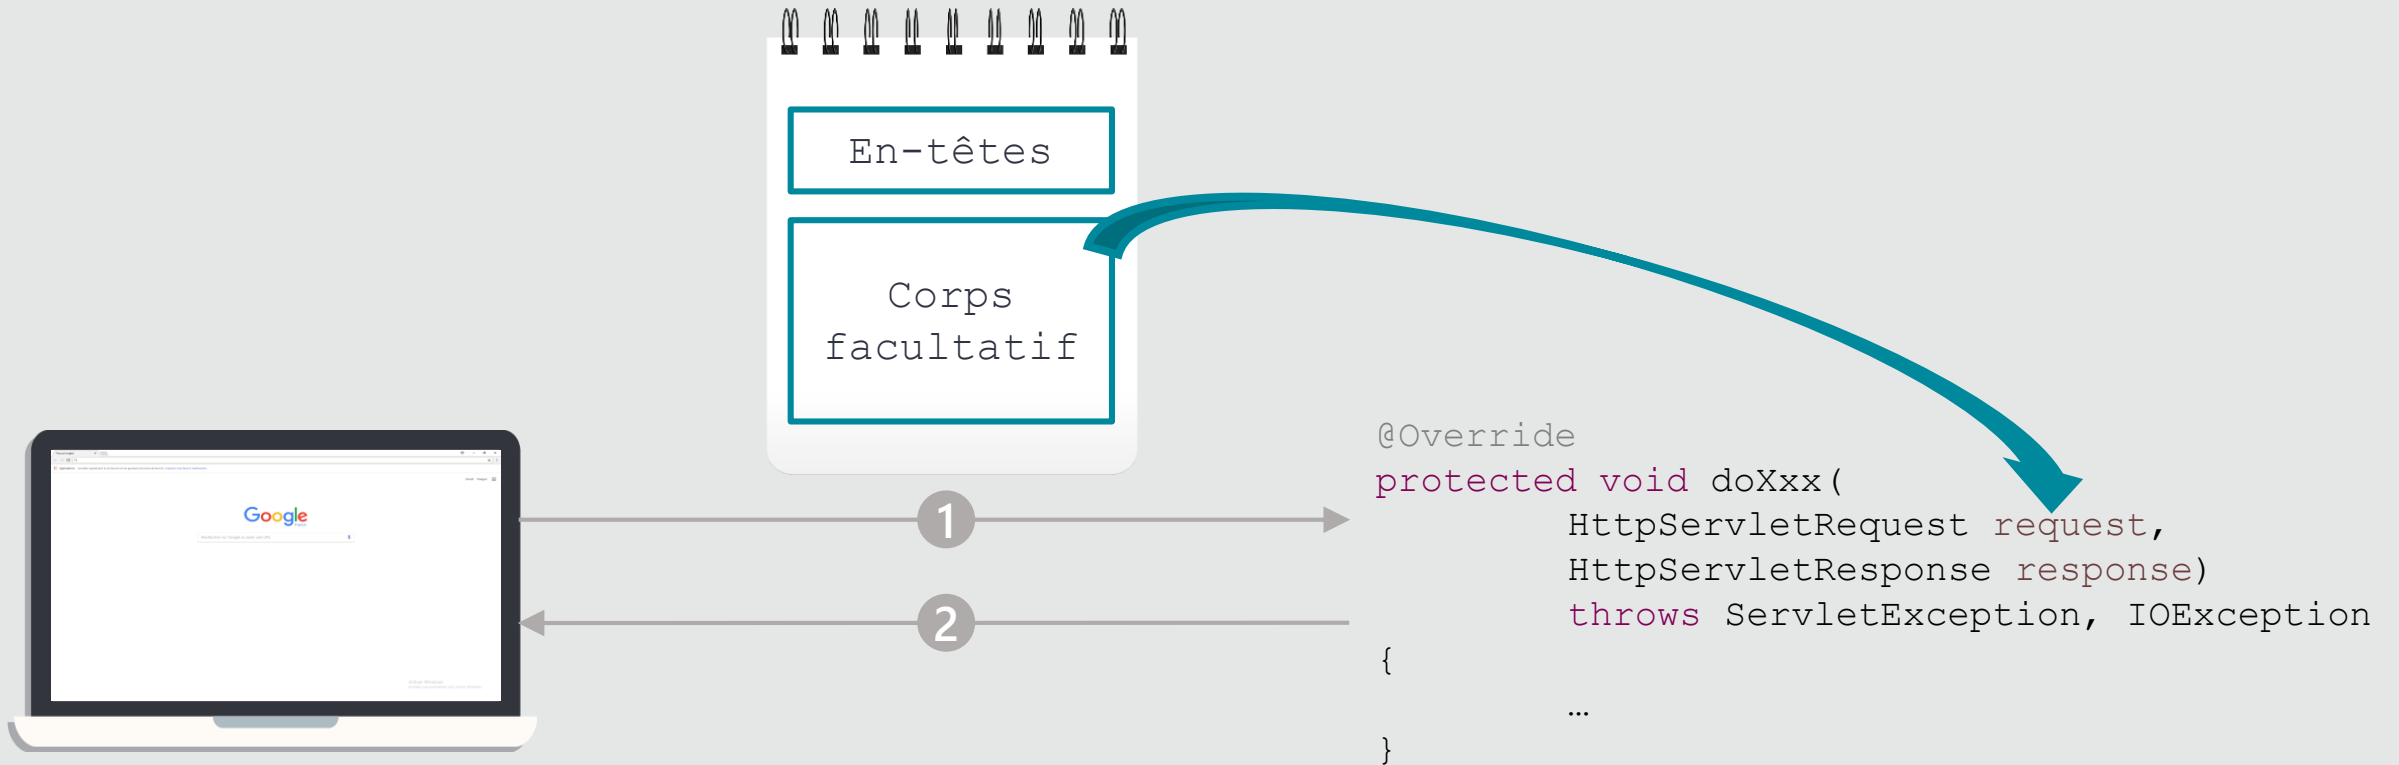 En-têtes
Corps
facultatif
Google
1
2
@Override
protected void doXxx(
HttpServletRequest request,
HttpServletResponse response)
throws ServletException, IOException
{
…
}